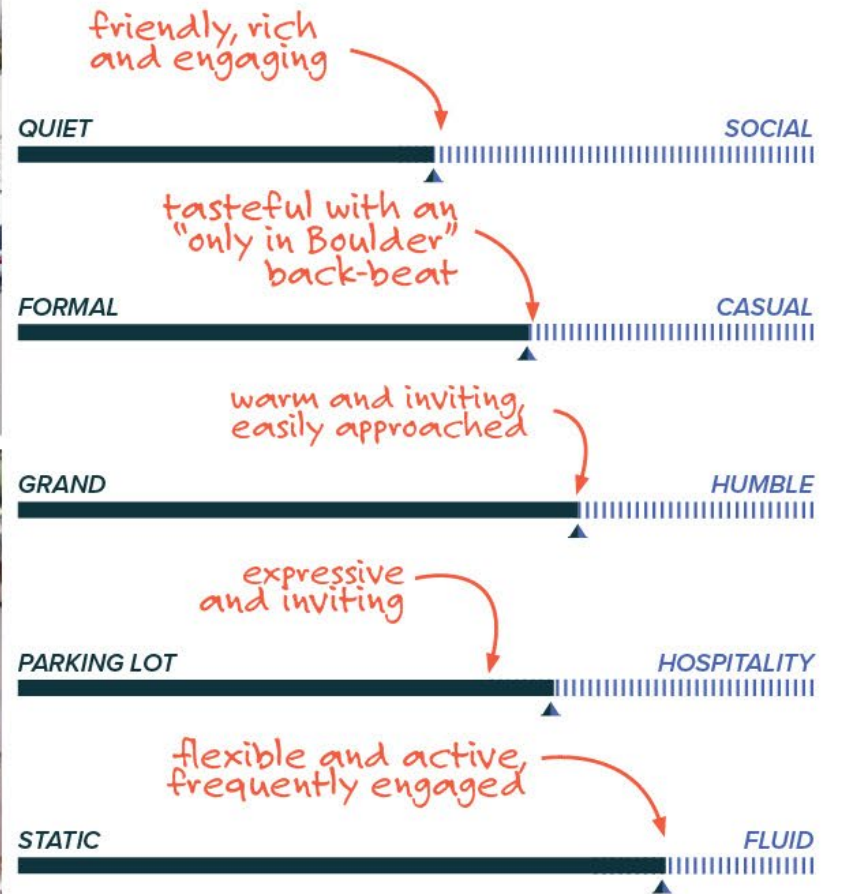 friendly, rich
and engaging
QUIET
SOCIAL
tasteful with an
"only in Boulder"
back-beat
FORMAL
CASUAL
warm and inviting,
easily approached
GRAND
HUMBLE
expressive
and inviting
PARKING LOT
HOSPITALITY
flexible and active,
frequently engaged
STATIC
FLUID